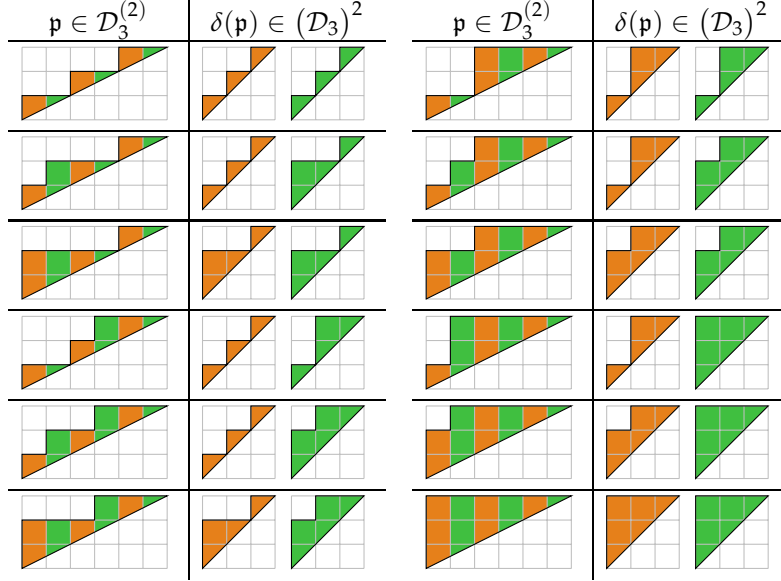 𝔭 ∈ 𝒟₃⁽²⁾ δ(𝔭) ∈ (𝒟₃)² 𝔭 ∈ 𝒟₃⁽²⁾ δ(𝔭) ∈ (𝒟₃)²